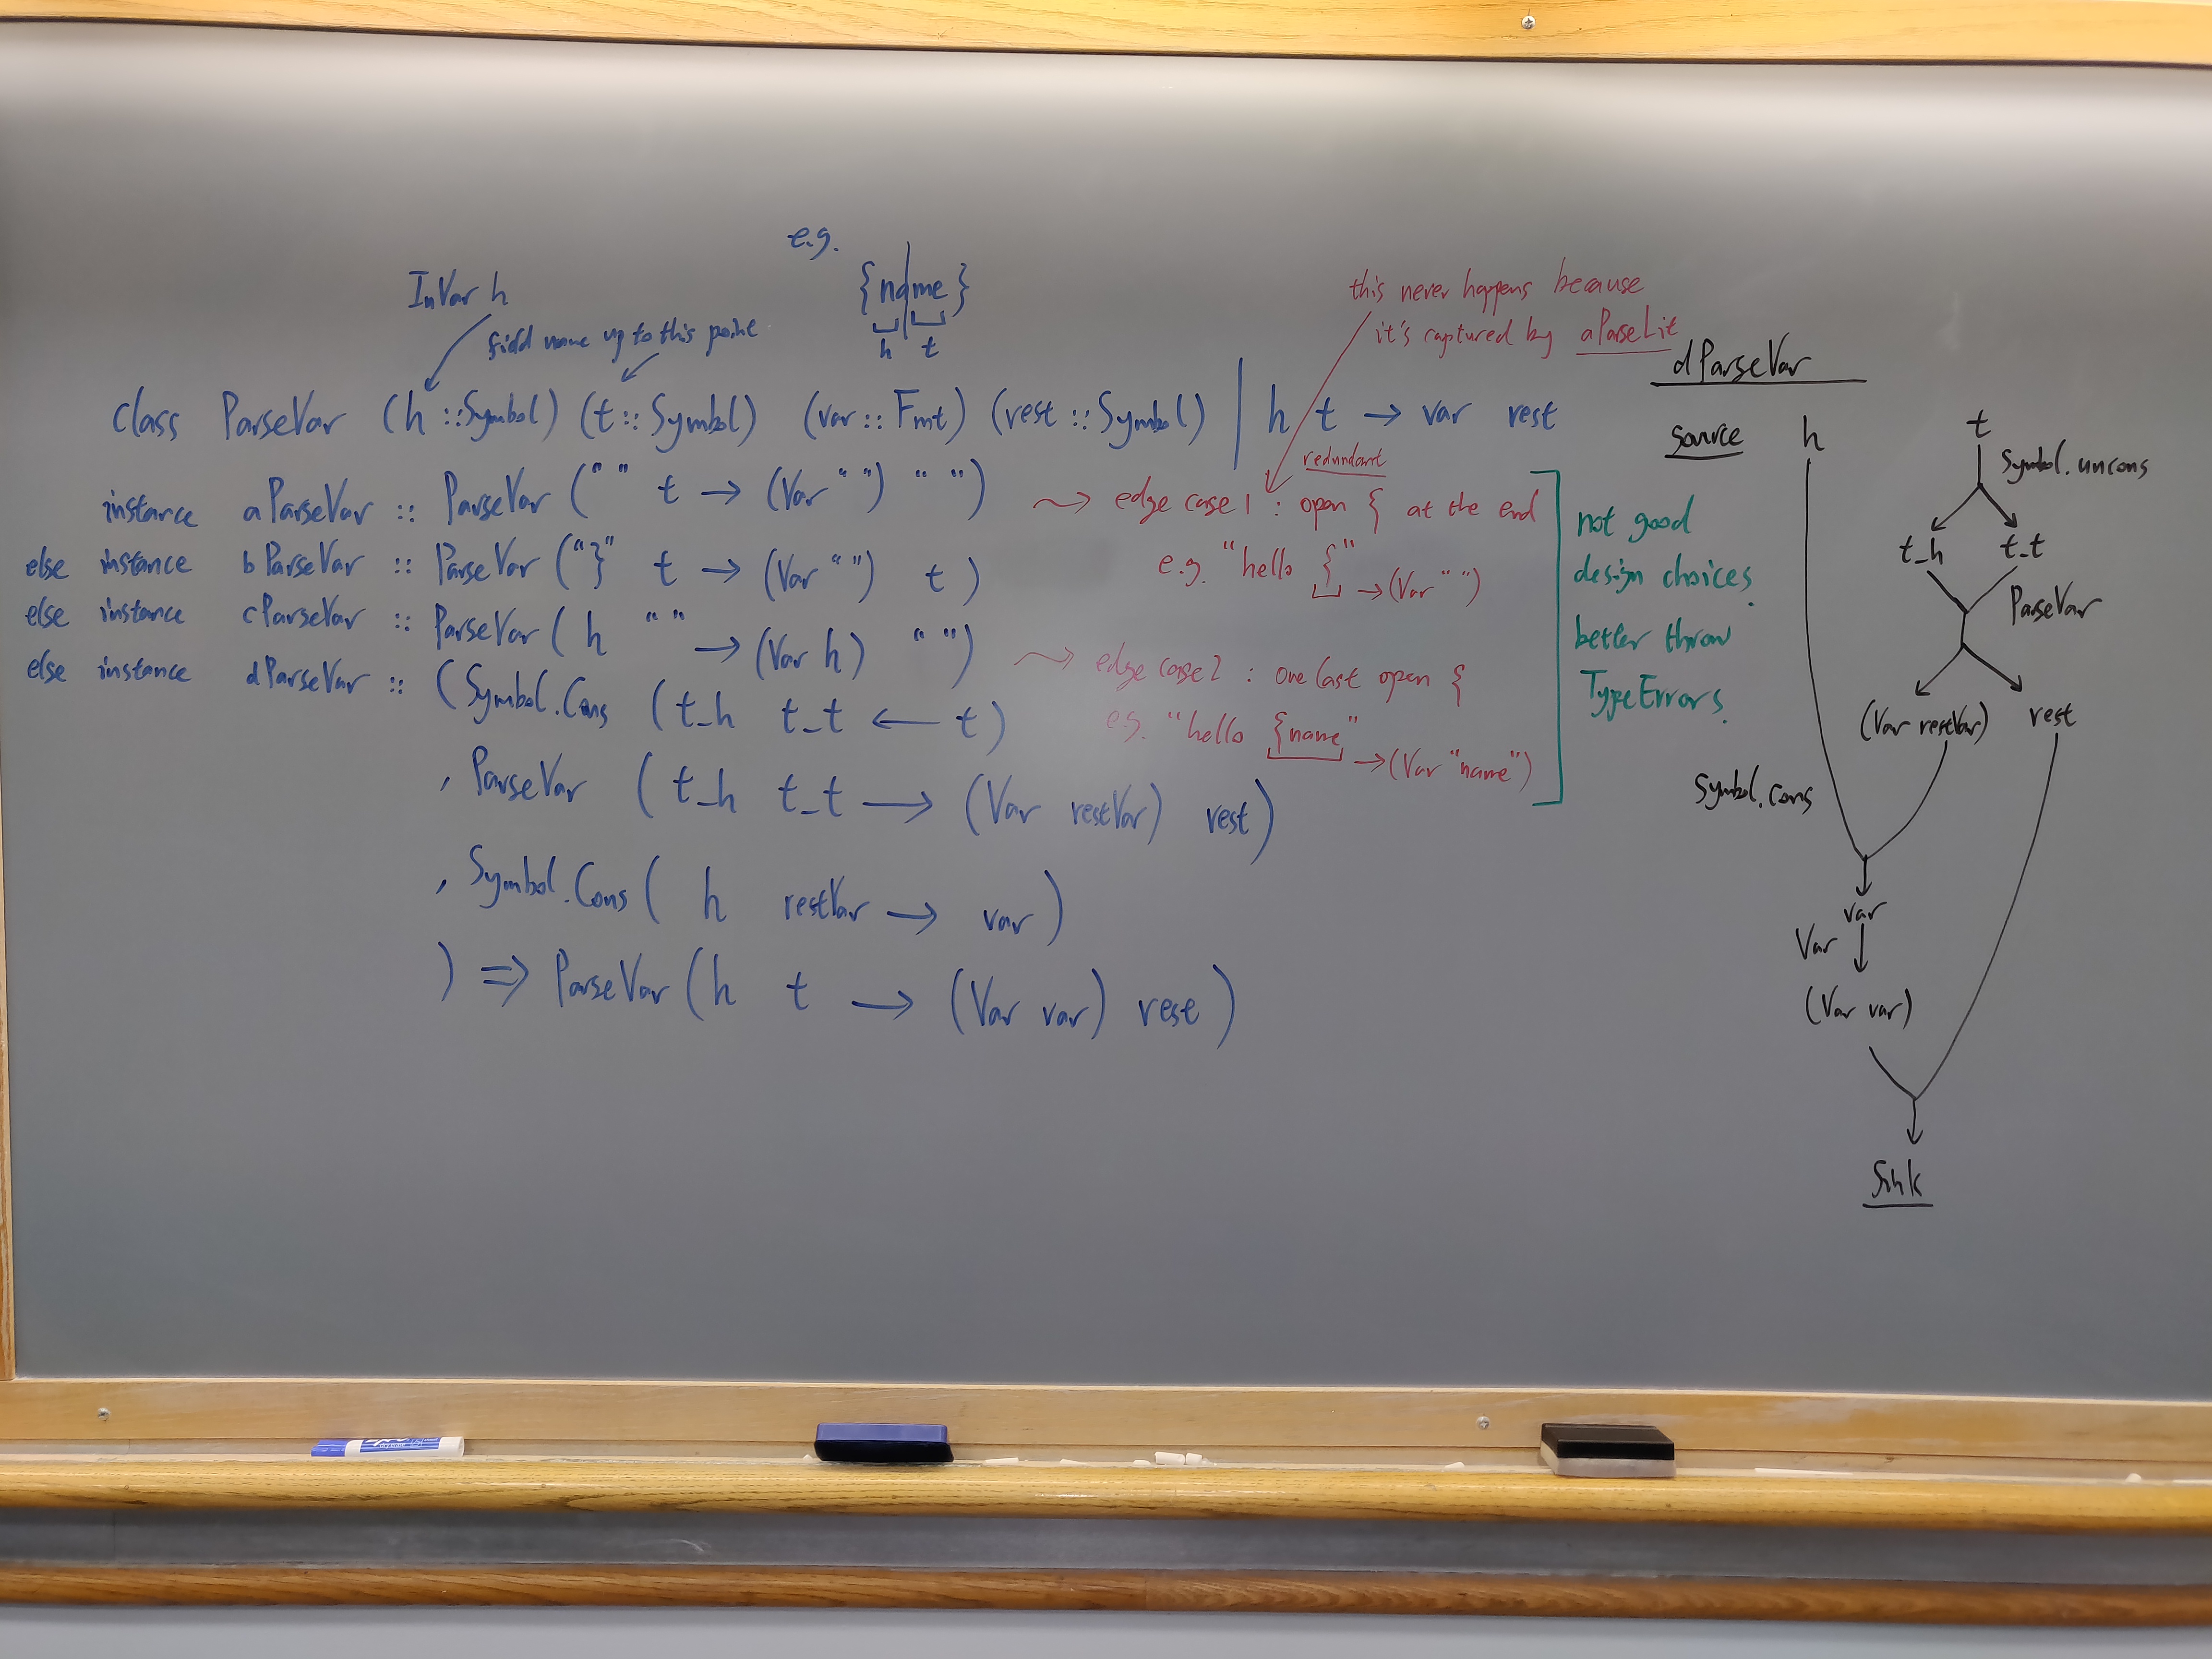 e.g.
{na|me}
h t
InVar h
field name up to this point
class ParseVar (h :: Symbol) (t :: Symbol) (var :: Fmt) (rest :: Symbol) | h t → var rest
instance aParseVar :: ParseVar ("" t → (Var "") "")
else instance bParseVar :: ParseVar ("}" t → (Var "") t)
else instance cParseVar :: ParseVar (h "" → (Var h) "")
else instance dParseVar :: (Symbol.Cons (t_h t_t ← t)
, ParseVar (t_h t_t → (Var restVar) rest)
, Symbol.Cons (h restVar → var)
) ⇒ ParseVar (h t → (Var var) rest)
this never happens because
it's captured by aParseLit
redundant
~> edge case 1 : open { at the end
e.g. "hello {"
→ (Var "")
~> edge case 2 : one last open {
e.g. "hello {name"
→ (Var "name")
not good
design choices.
better throw
TypeErrors.
dParseVar
source h t
Symbol.uncons
t_h t_t
ParseVar
(Var restVar) rest
Symbol.cons
var
Var
(Var var)
Sink